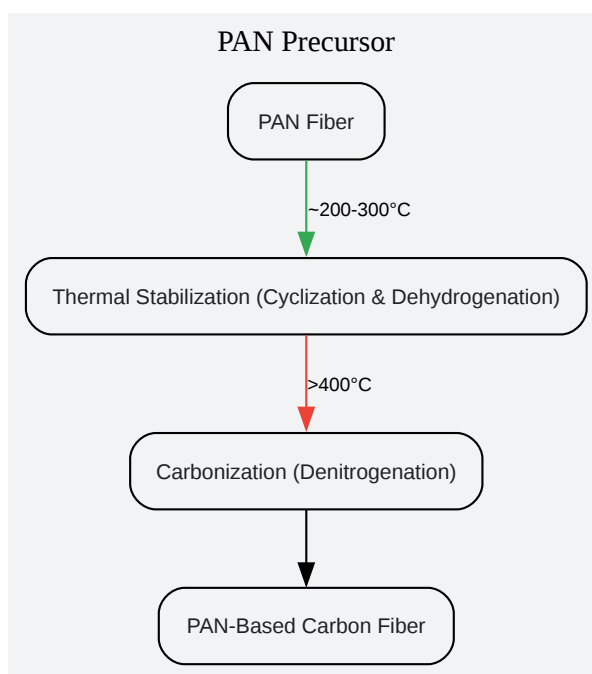 PAN Precursor
PAN Fiber
~200-300°C
Thermal Stabilization (Cyclization & Dehydrogenation)
>400°C
Carbonization (Denitrogenation)
PAN-Based Carbon Fiber